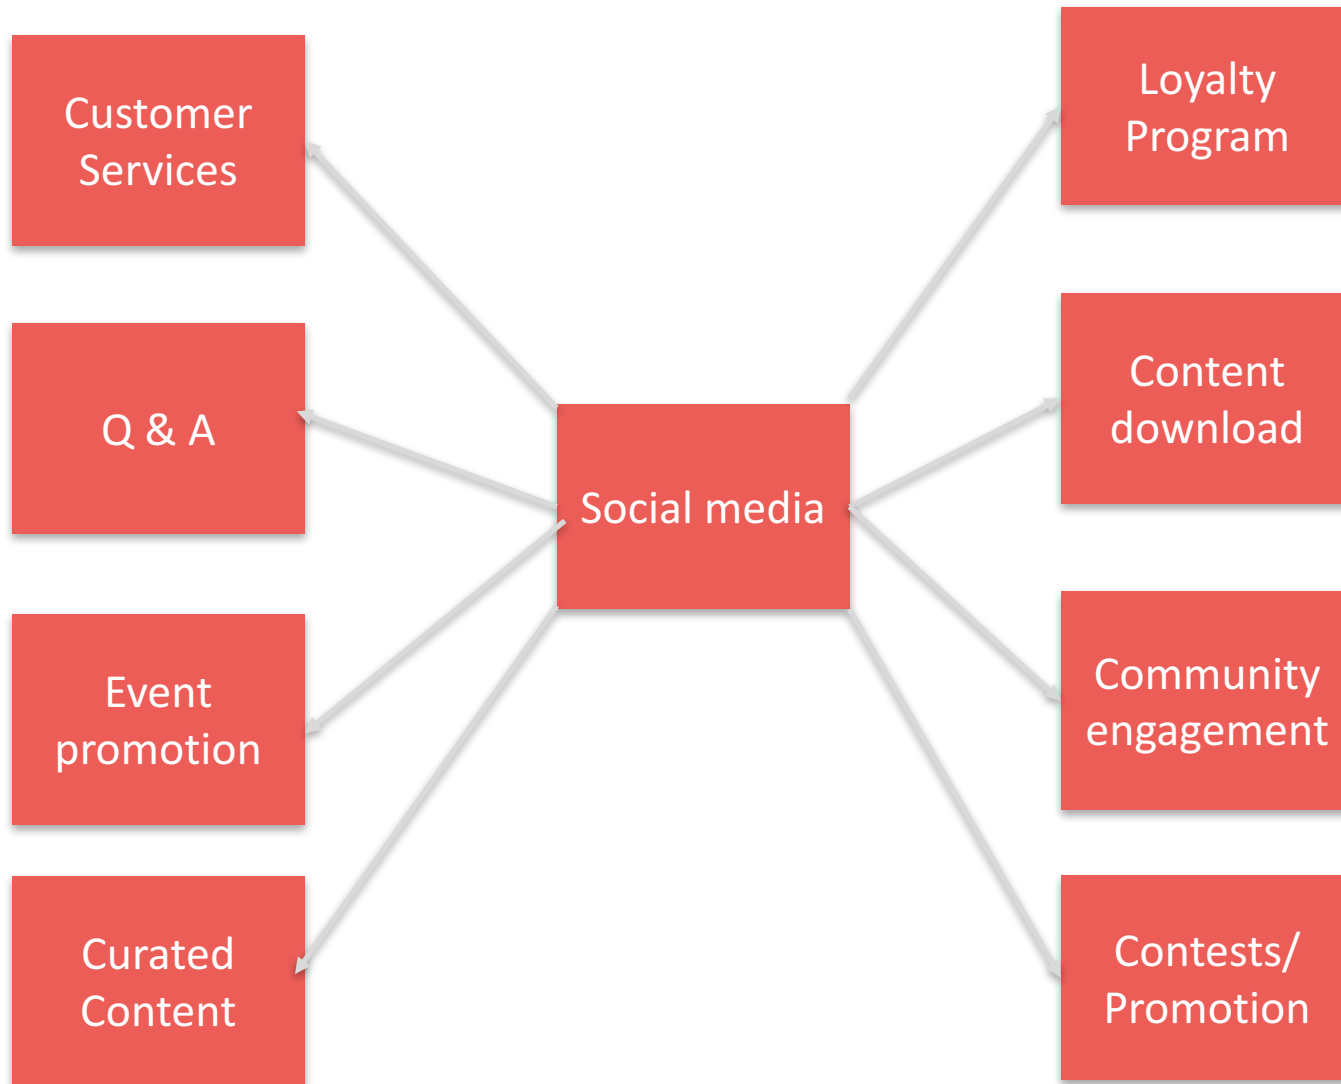 Customer
Services
Q & A
Event
promotion
Curated
Content
Social media
Loyalty
Program
Content
download
Community
engagement
Contests/
Promotion